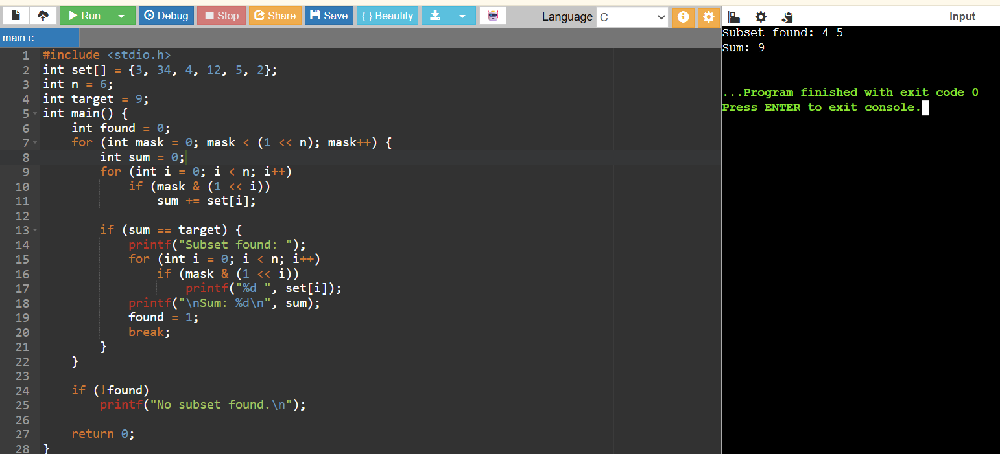 Run Debug Stop Share Save { } Beautify Language C input
main.c
1 #include <stdio.h>
2 int set[] = {3, 34, 4, 12, 5, 2};
3 int n = 6;
4 int target = 9;
5 int main() {
6     int found = 0;
7     for (int mask = 0; mask < (1 << n); mask++) {
8         int sum = 0;
9         for (int i = 0; i < n; i++)
10             if (mask & (1 << i))
11                 sum += set[i];
12
13         if (sum == target) {
14             printf("Subset found: ");
15             for (int i = 0; i < n; i++)
16                 if (mask & (1 << i))
17                     printf("%d ", set[i]);
18             printf("\nSum: %d\n", sum);
19             found = 1;
20             break;
21         }
22     }
23
24     if (!found)
25         printf("No subset found.\n");
26
27     return 0;
28 }
Subset found: 4 5
Sum: 9
...Program finished with exit code 0
Press ENTER to exit console.